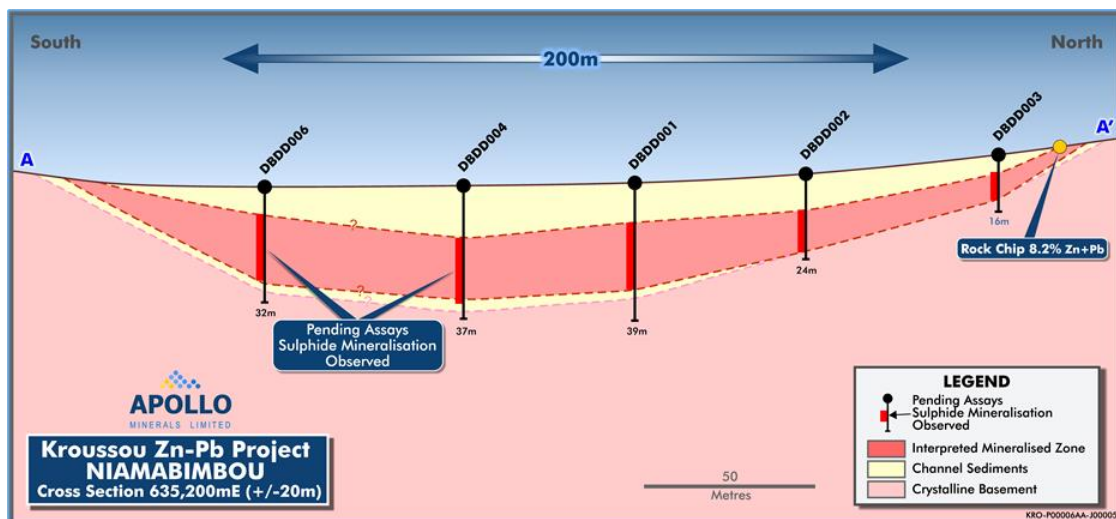 South
North
200m
A
A'
DBDD006
DBDD004
DBDD001
DBDD002
DBDD003
?
?
?
16m
24m
32m
37m
39m
Rock Chip 8.2% Zn+Pb
Pending Assays
Sulphide Mineralisation
Observed
APOLLO
MINERALS LIMITED
Kroussou Zn-Pb Project
NIAMABIMBOU
Cross Section 635,200mE (+/-20m)
50
Metres
LEGEND
Pending Assays
Sulphide Mineralisation
Observed
Interpreted Mineralised Zone
Channel Sediments
Crystalline Basement
KRO-P00006AA-J00005